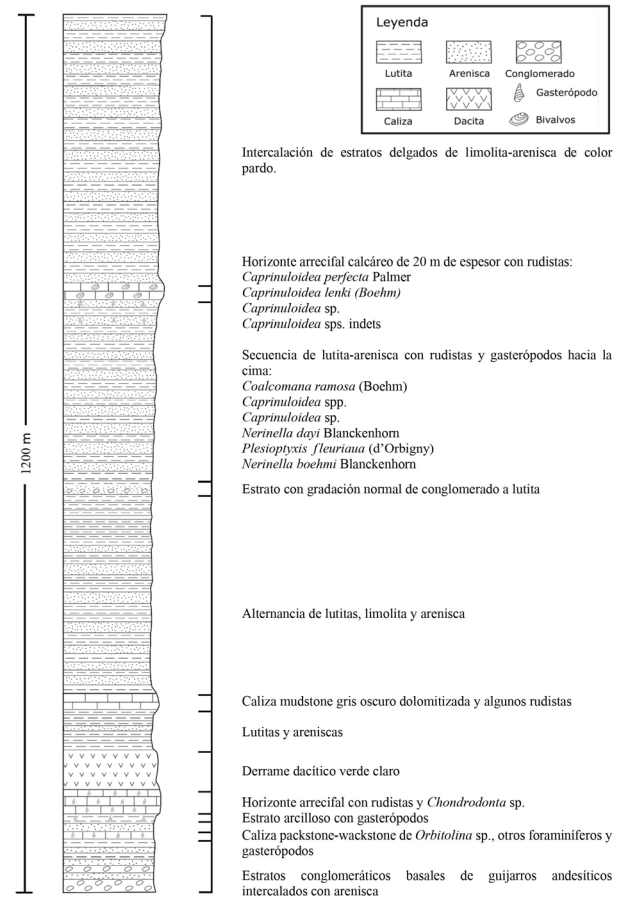 Leyenda
Lutita Arenisca Conglomerado
Gasterópodo
Caliza Dacita Bivalvos
Intercalación de estratos delgados de limolita-arenisca de color
pardo.
Horizonte arrecifal calcáreo de 20 m de espesor con rudistas:
Caprinuloidea perfecta Palmer
Caprinuloidea lenki (Boehm)
Caprinuloidea sp.
Caprinuloidea sps. indets
Secuencia de lutita-arenisca con rudistas y gasterópodos hacia la
cima:
Coalcomana ramosa (Boehm)
Caprinuloidea spp.
Caprinuloidea sp.
Nerinella dayi Blanckenhorn
Plesioptyxis fleuriaua (d'Orbigny)
Nerinella boehmi Blanckenhorn
1200 m
Estrato con gradación normal de conglomerado a lutita
Alternancia de lutitas, limolita y arenisca
Caliza mudstone gris oscuro dolomitizada y algunos rudistas
Lutitas y areniscas
Derrame dacítico verde claro
Horizonte arrecifal con rudistas y Chondrodonta sp.
Estrato arcilloso con gasterópodos
Caliza packstone-wackstone de Orbitolina sp., otros foraminíferos y
gasterópodos
Estratos conglomeráticos basales de guijarros andesíticos
intercalados con arenisca